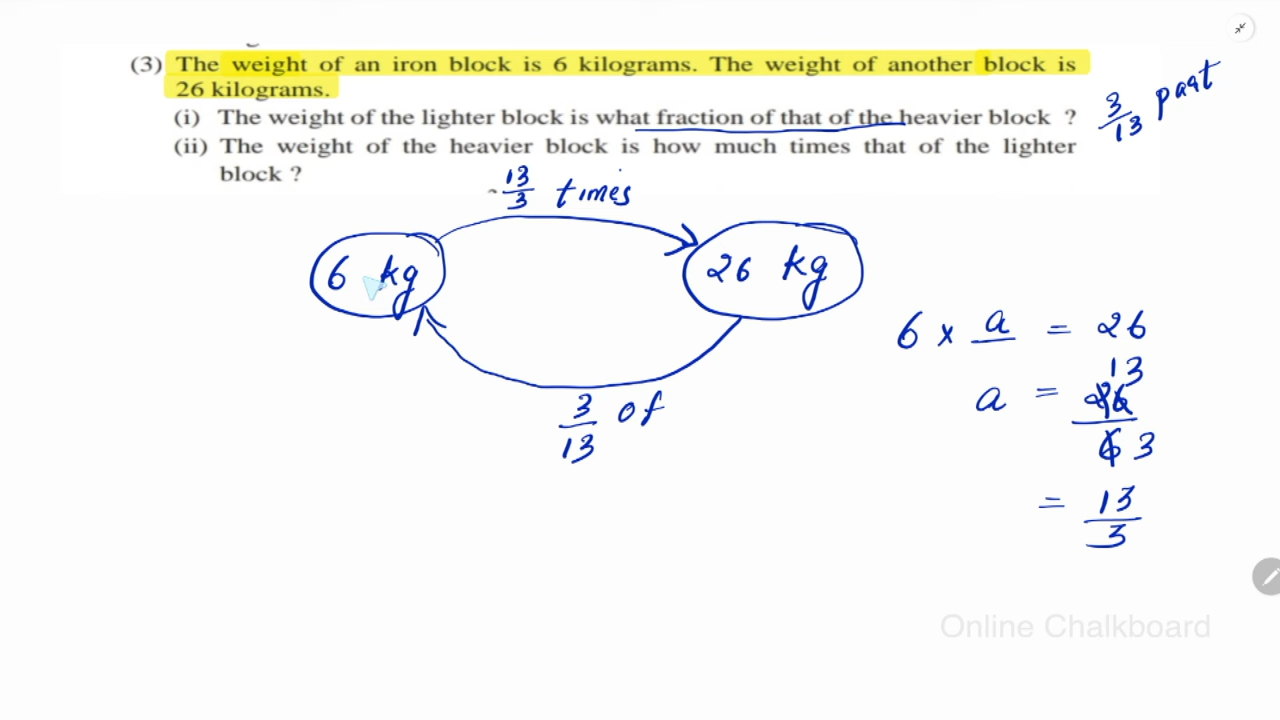 (3) The weight of an iron block is 6 kilograms. The weight of another block is
26 kilograms.
(i) The weight of the lighter block is what fraction of that of the heavier block ?
3/13 part
(ii) The weight of the heavier block is how much times that of the lighter
block ?
13/3 times
6 kg
26 kg
3/13 of
6 × a = 26
13
a = 26/6 3
= 13/3
Online Chalkboard